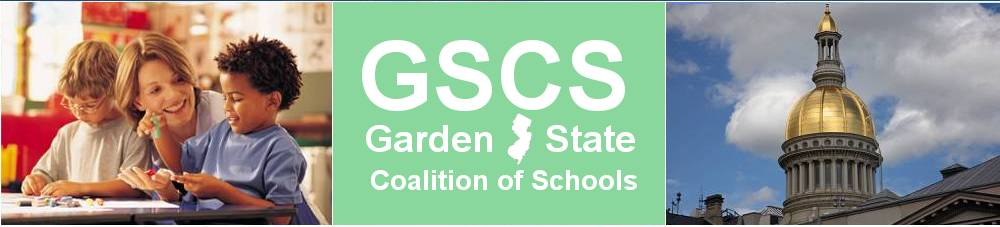 GSCS
Garden State
Coalition of Schools